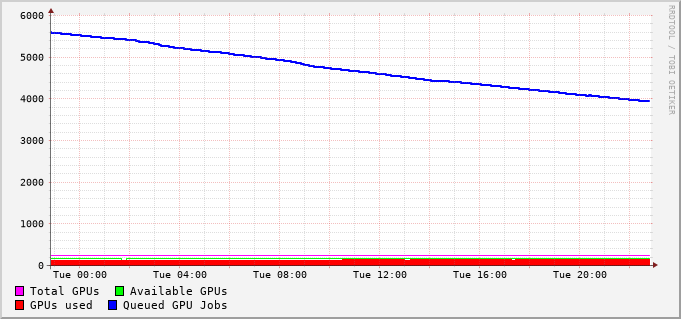 6000
5000
4000
3000
2000
1000
0
Tue 00:00 Tue 04:00 Tue 08:00 Tue 12:00 Tue 16:00 Tue 20:00
Total GPUs Available GPUs
GPUs used Queued GPU Jobs
RRDTOOL / TOBI OETIKER